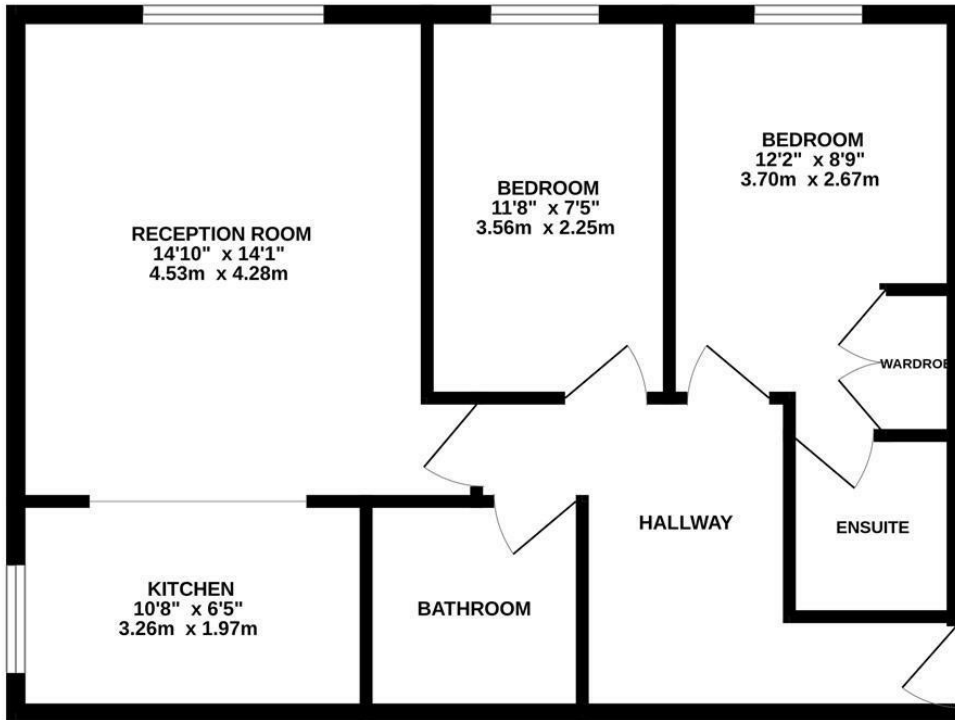 BEDROOM
12'2" x 8'9"
3.70m x 2.67m
BEDROOM
11'8" x 7'5"
3.56m x 2.25m
RECEPTION ROOM
14'10" x 14'1"
4.53m x 4.28m
WARDROB
HALLWAY
ENSUITE
KITCHEN
10'8" x 6'5"
3.26m x 1.97m
BATHROOM